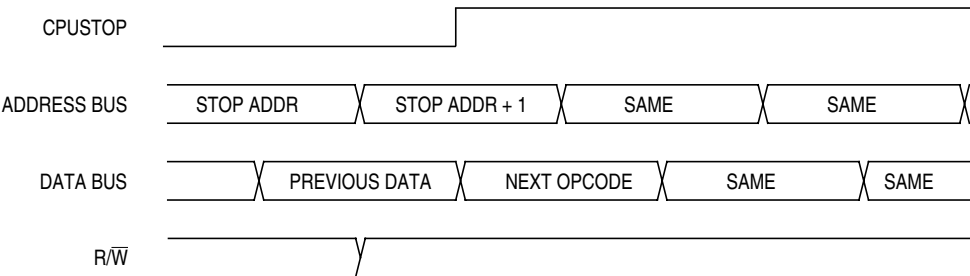 CPUSTOP
ADDRESS BUS STOP ADDR STOP ADDR + 1 SAME SAME
DATA BUS PREVIOUS DATA NEXT OPCODE SAME SAME
R/W̅